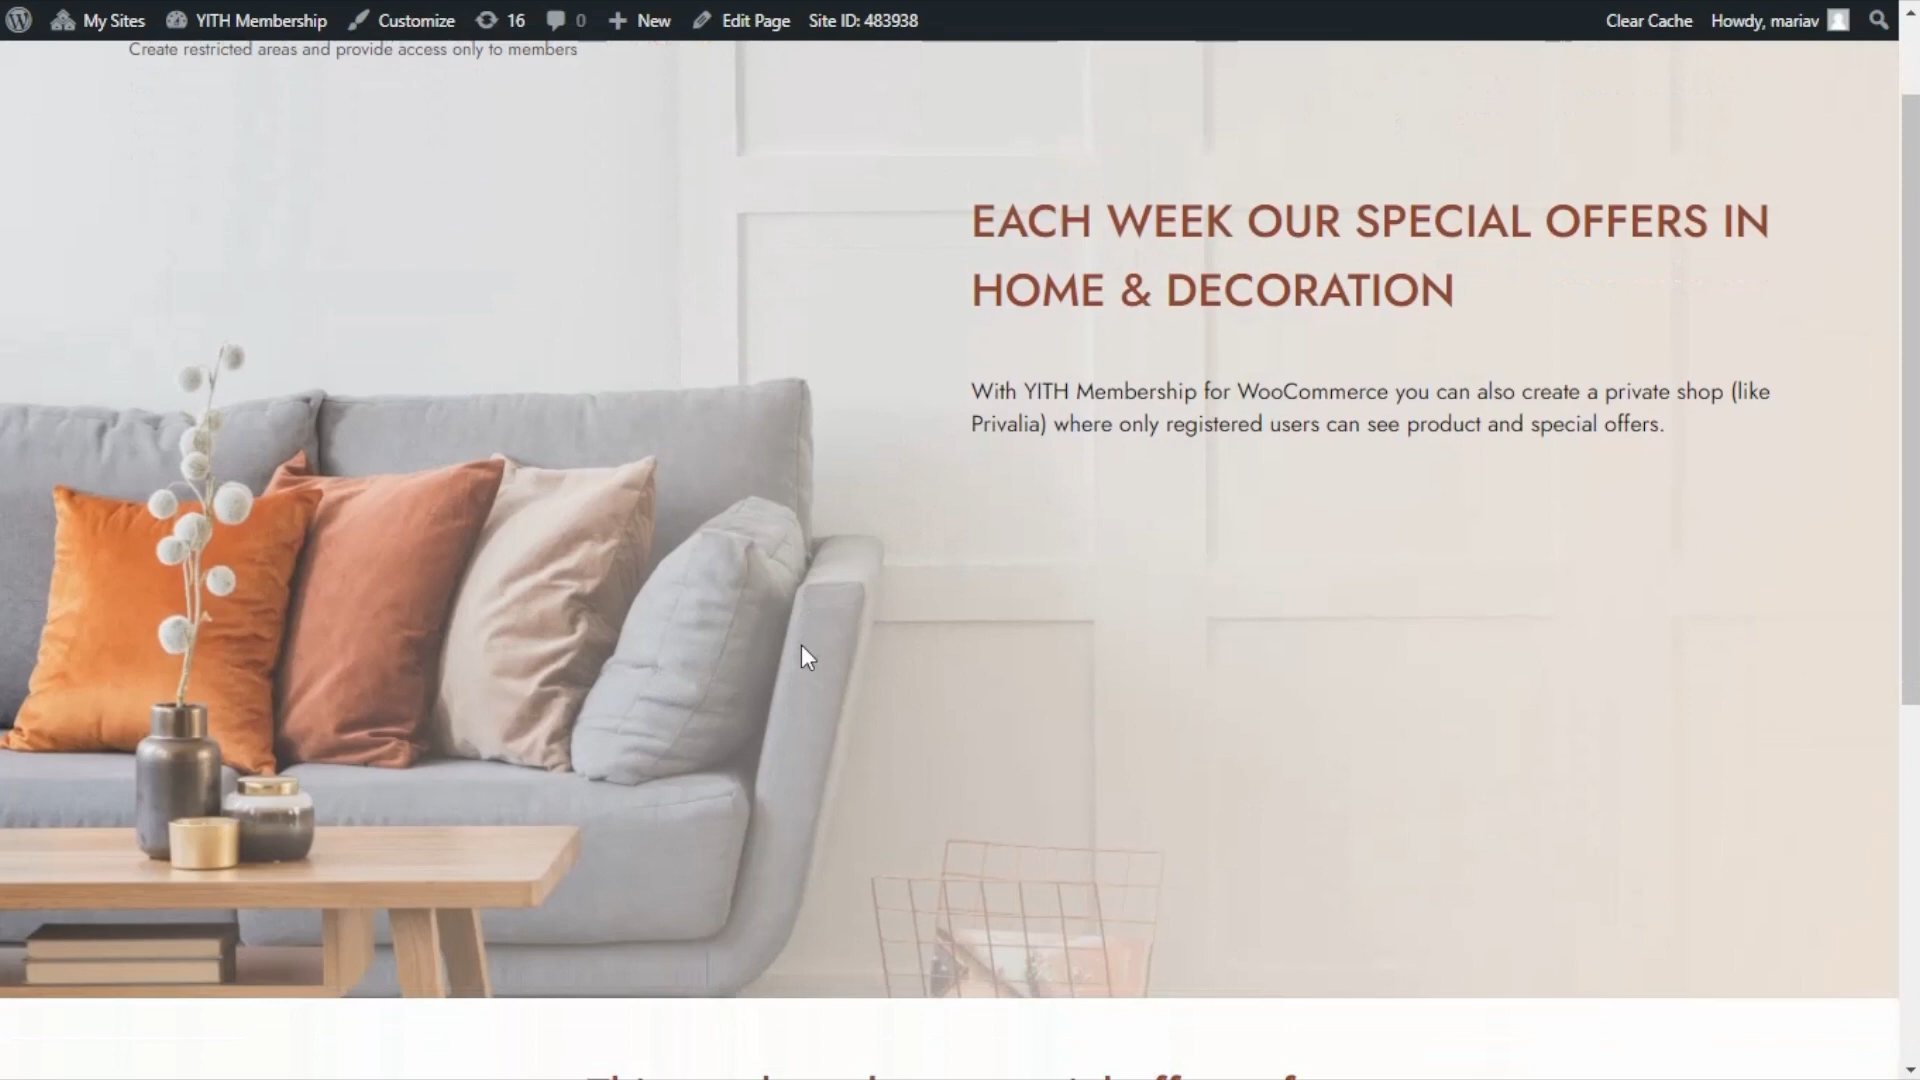 My Sites YITH Membership Customize 16 0 New Edit Page Site ID: 483938 Clear Cache Howdy, mariav
Create restricted areas and provide access only to members
EACH WEEK OUR SPECIAL OFFERS IN
HOME & DECORATION
With YITH Membership for WooCommerce you can also create a private shop (like
Privalia) where only registered users can see product and special offers.